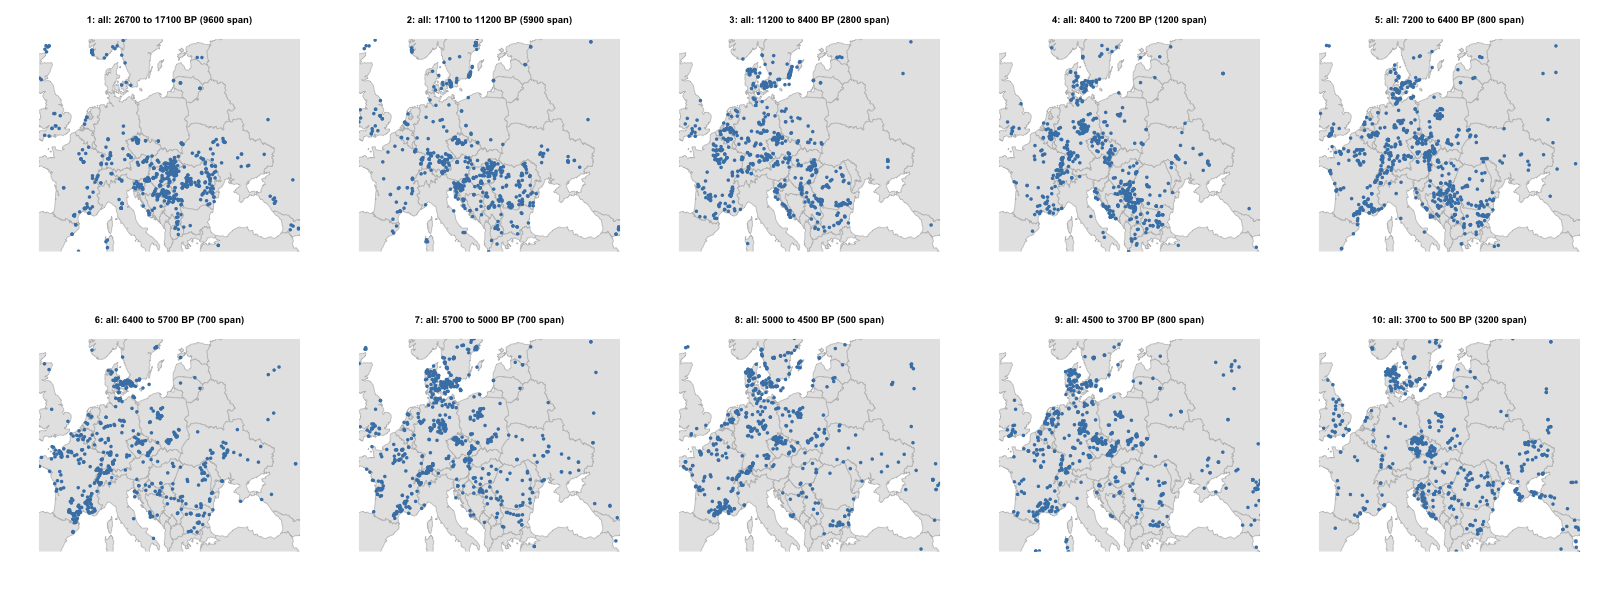 1: all: 26700 to 17100 BP (9600 span)
2: all: 17100 to 11200 BP (5900 span)
3: all: 11200 to 8400 BP (2800 span)
4: all: 8400 to 7200 BP (1200 span)
5: all: 7200 to 6400 BP (800 span)
6: all: 6400 to 5700 BP (700 span)
7: all: 5700 to 5000 BP (700 span)
8: all: 5000 to 4500 BP (500 span)
9: all: 4500 to 3700 BP (800 span)
10: all: 3700 to 500 BP (3200 span)